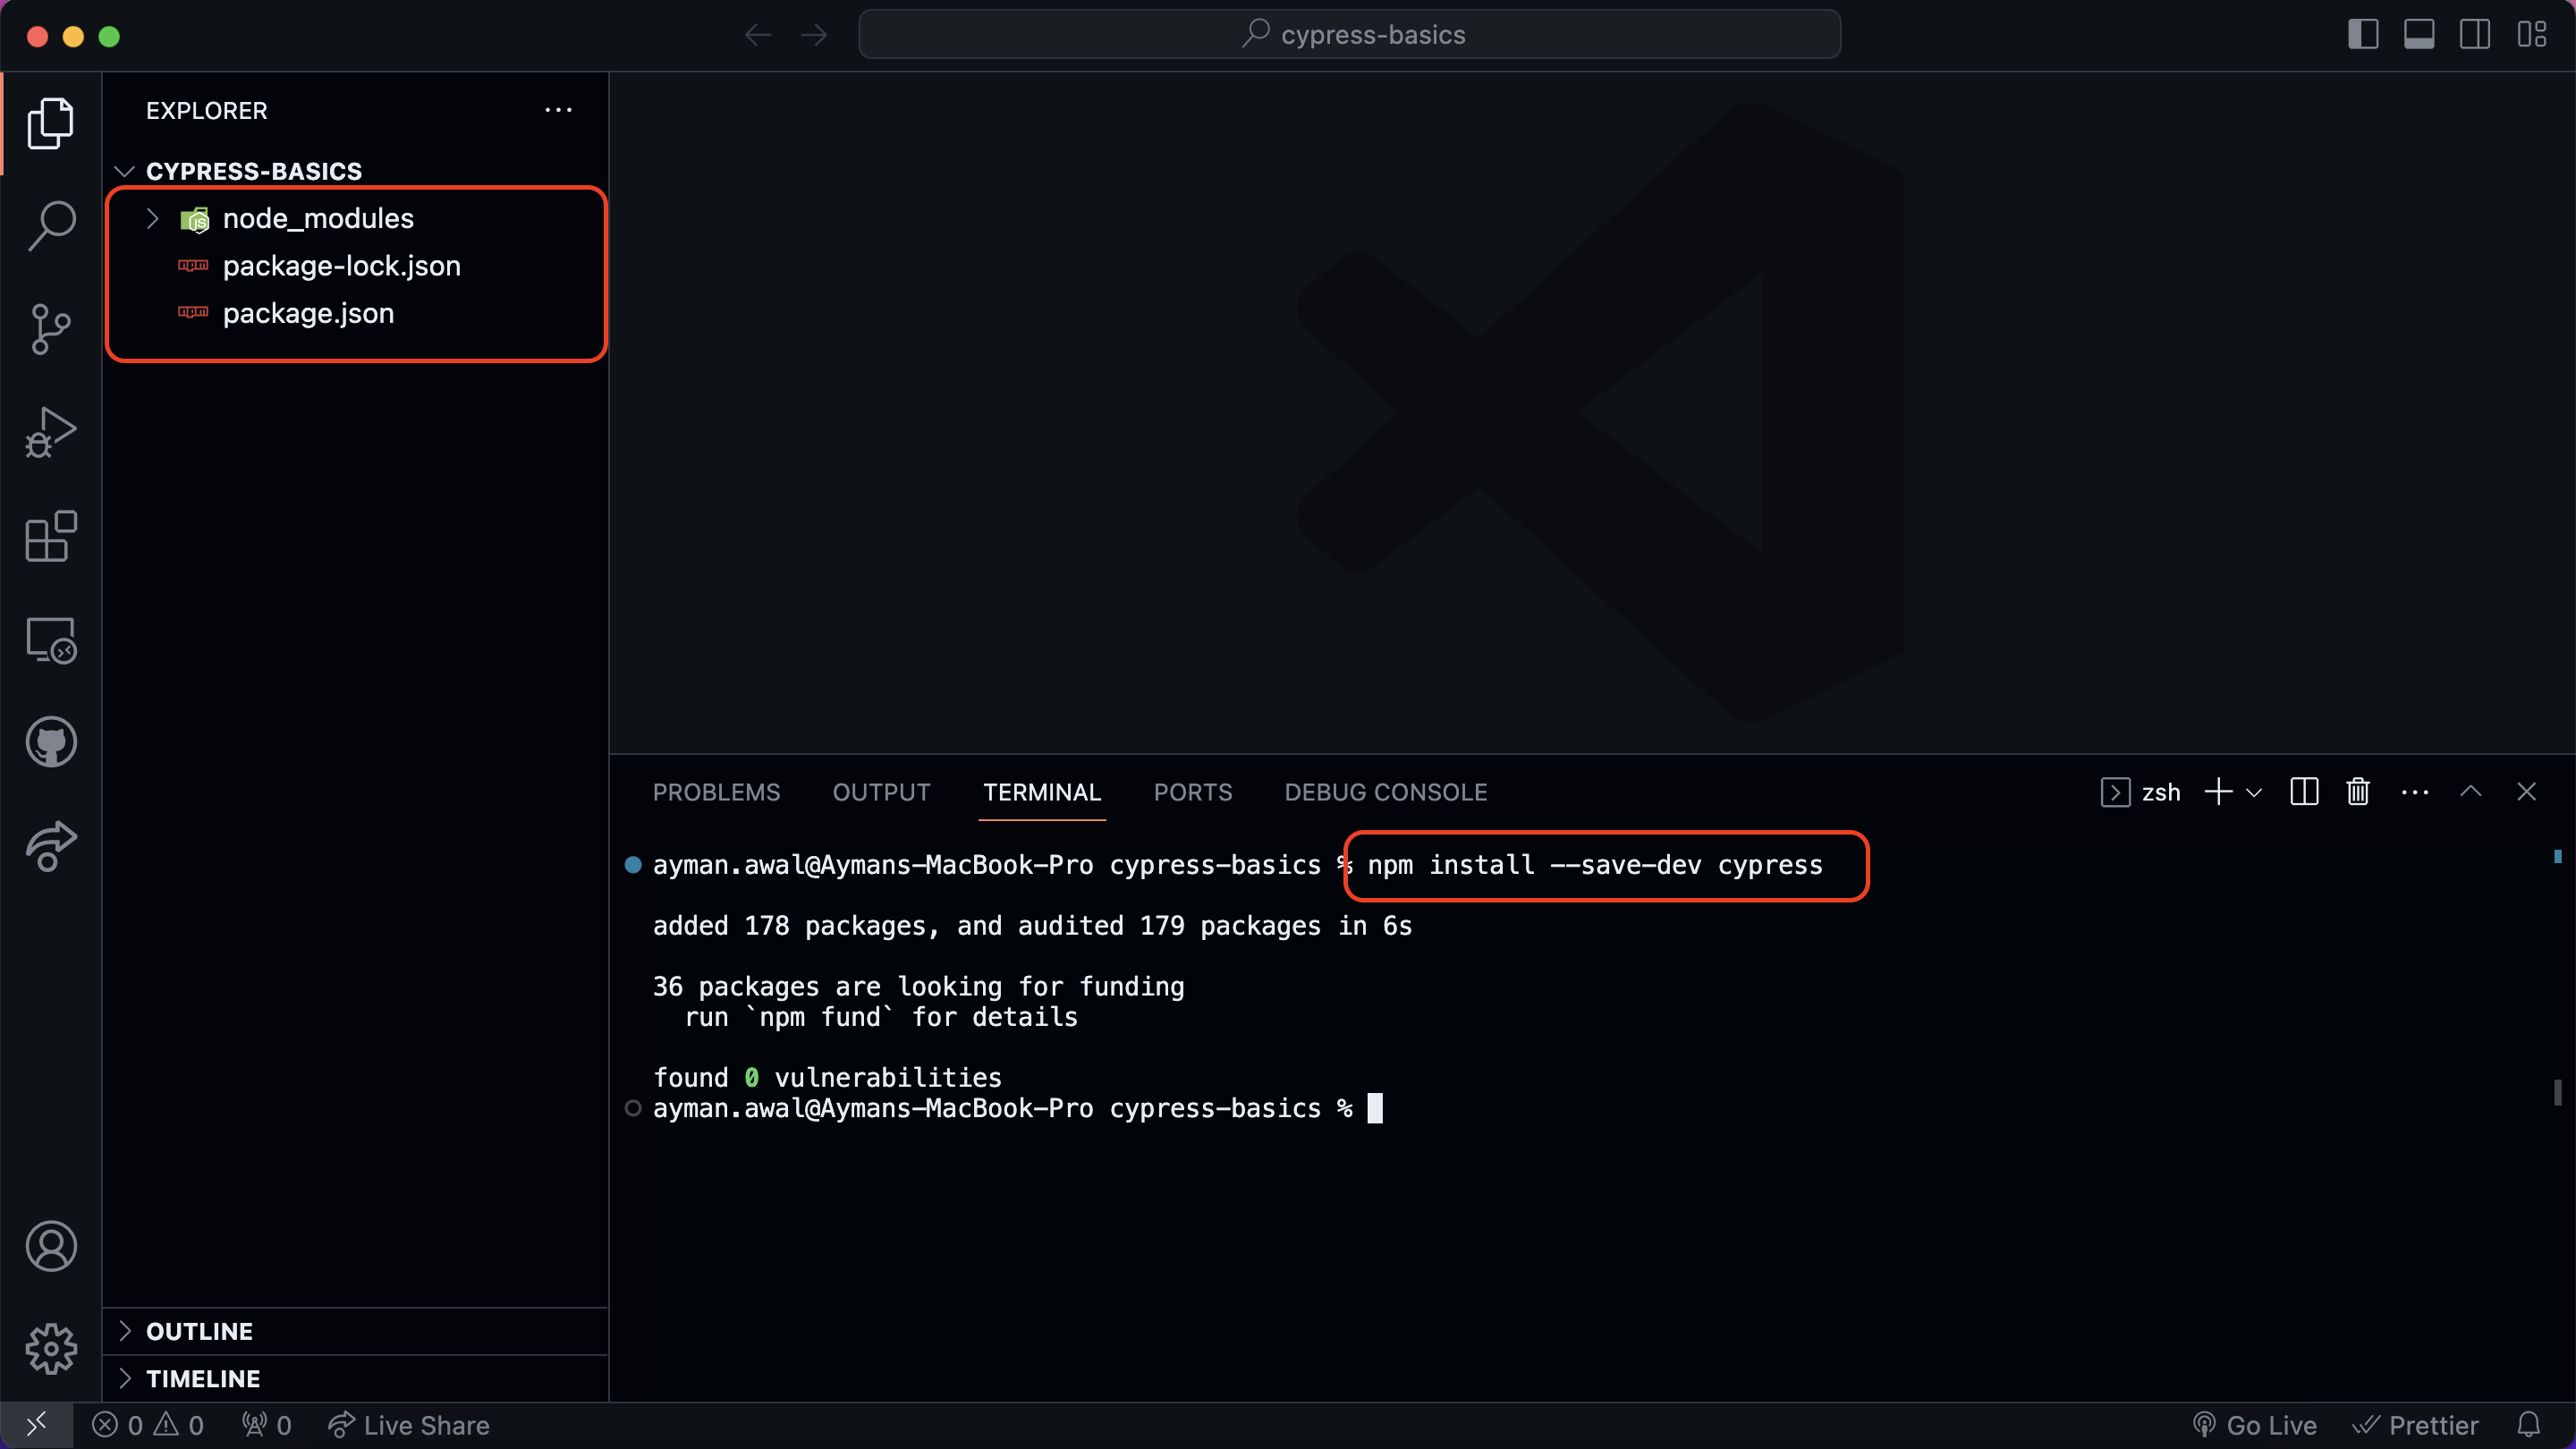 cypress-basics
EXPLORER
CYPRESS-BASICS
node_modules
package-lock.json
package.json
OUTLINE
TIMELINE
PROBLEMS OUTPUT TERMINAL PORTS DEBUG CONSOLE
zsh
ayman.awal@Aymans-MacBook-Pro cypress-basics % npm install --save-dev cypress
added 178 packages, and audited 179 packages in 6s
36 packages are looking for funding
run `npm fund` for details
found 0 vulnerabilities
ayman.awal@Aymans-MacBook-Pro cypress-basics %
0 0 0 Live Share Go Live Prettier